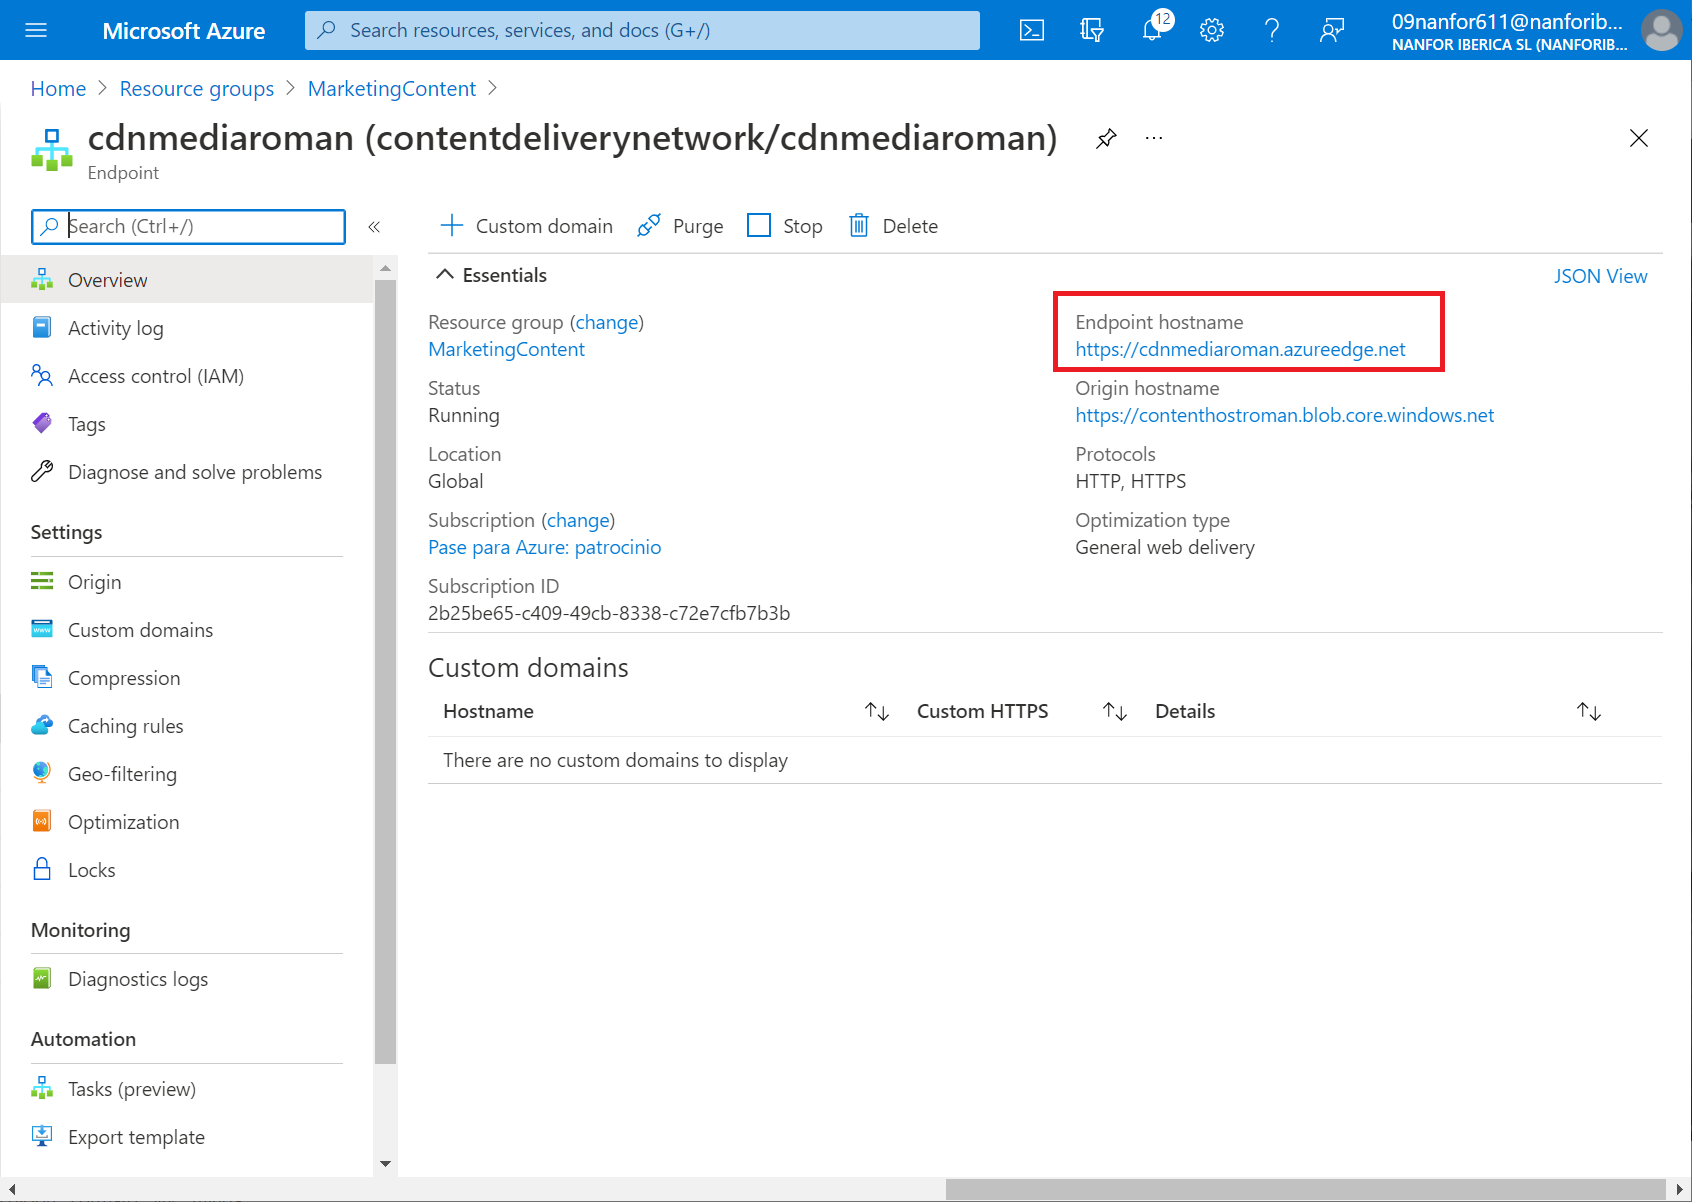 Microsoft Azure
Search resources, services, and docs (G+/)
12
09nanfor611@nanforib...
NANFOR IBERICA SL (NANFORIB...
Home > Resource groups > MarketingContent >
cdnmediaroman (contentdeliverynetwork/cdnmediaroman)
...
Endpoint
Search (Ctrl+/)
«
Custom domain
Purge
Stop
Delete
Overview
Activity log
Access control (IAM)
Tags
Diagnose and solve problems
Settings
Origin
Custom domains
Compression
Caching rules
Geo-filtering
Optimization
Locks
Monitoring
Diagnostics logs
Automation
Tasks (preview)
Export template
Essentials
JSON View
Resource group (change)
MarketingContent
Status
Running
Location
Global
Subscription (change)
Pase para Azure: patrocinio
Subscription ID
2b25be65-c409-49cb-8338-c72e7cfb7b3b
Endpoint hostname
https://cdnmediaroman.azureedge.net
Origin hostname
https://contenthostroman.blob.core.windows.net
Protocols
HTTP, HTTPS
Optimization type
General web delivery
Custom domains
Hostname
Custom HTTPS
Details
There are no custom domains to display